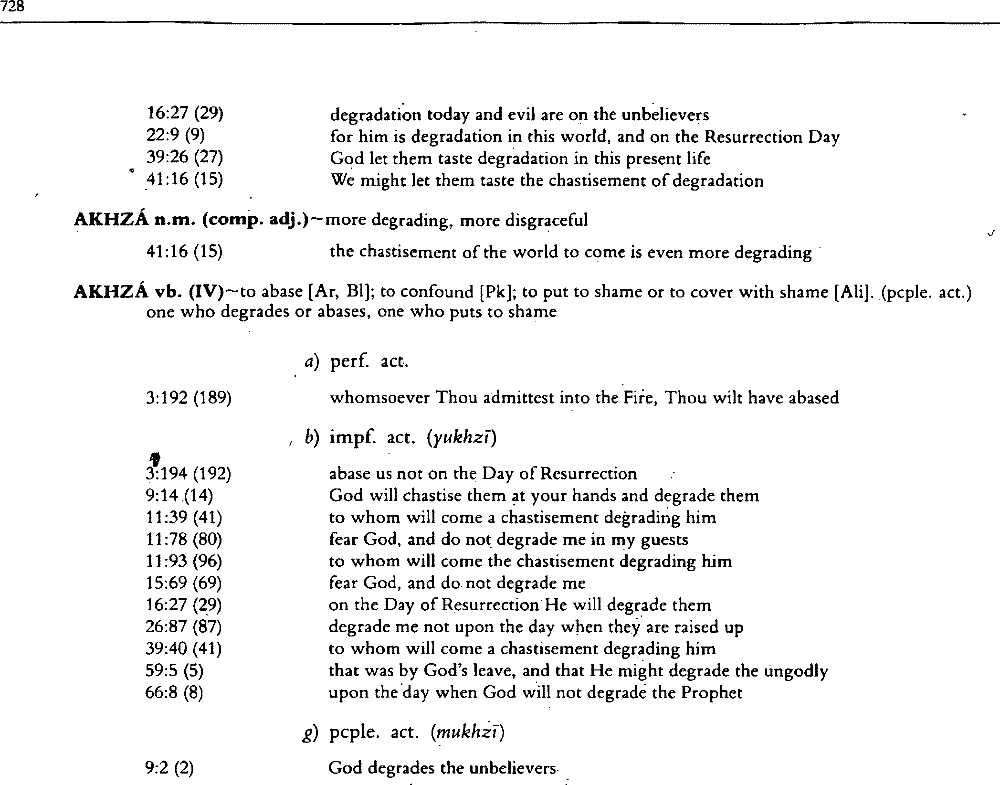 728
16:27 (29) degradation today and evil are on the unbelievers
22:9 (9) for him is degradation in this world, and on the Resurrection Day
39:26 (27) God let them taste degradation in this present life
41:16 (15) We might let them taste the chastisement of degradation
AKHZÁ n.m. (comp. adj.)~more degrading, more disgraceful
41:16 (15) the chastisement of the world to come is even more degrading
AKHZÁ vb. (IV)~to abase [Ar, Bl]; to confound [Pk]; to put to shame or to cover with shame [Ali]. (pcple. act.)
one who degrades or abases, one who puts to shame
a) perf. act.
3:192 (189) whomsoever Thou admittest into the Fire, Thou wilt have abased
b) impf. act. (yukhzī)
3:194 (192) abase us not on the Day of Resurrection
9:14 (14) God will chastise them at your hands and degrade them
11:39 (41) to whom will come a chastisement degrading him
11:78 (80) fear God, and do not degrade me in my guests
11:93 (96) to whom will come the chastisement degrading him
15:69 (69) fear God, and do not degrade me
16:27 (29) on the Day of Resurrection He will degrade them
26:87 (87) degrade me not upon the day when they are raised up
39:40 (41) to whom will come a chastisement degrading him
59:5 (5) that was by God's leave, and that He might degrade the ungodly
66:8 (8) upon the day when God will not degrade the Prophet
g) pcple. act. (mukhzī)
9:2 (2) God degrades the unbelievers